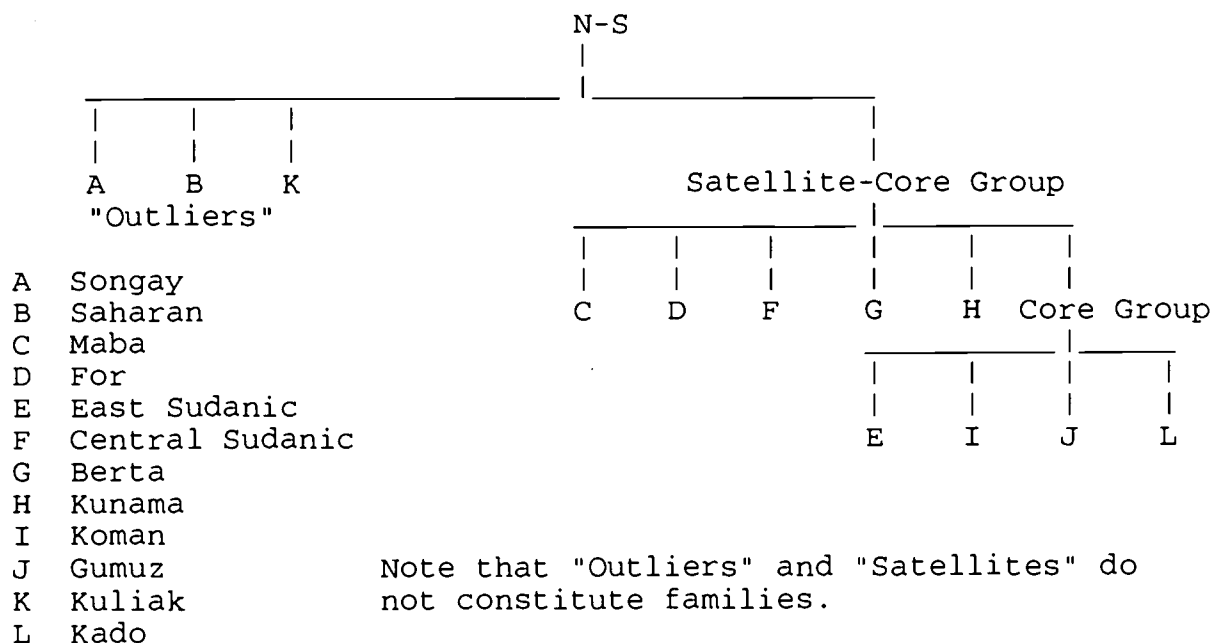 N-S
A B K
"Outliers"
Satellite-Core Group
C D F G H Core Group
E I J L
A Songay
B Saharan
C Maba
D For
E East Sudanic
F Central Sudanic
G Berta
H Kunama
I Koman
J Gumuz
K Kuliak
L Kado
Note that "Outliers" and "Satellites" do
not constitute families.